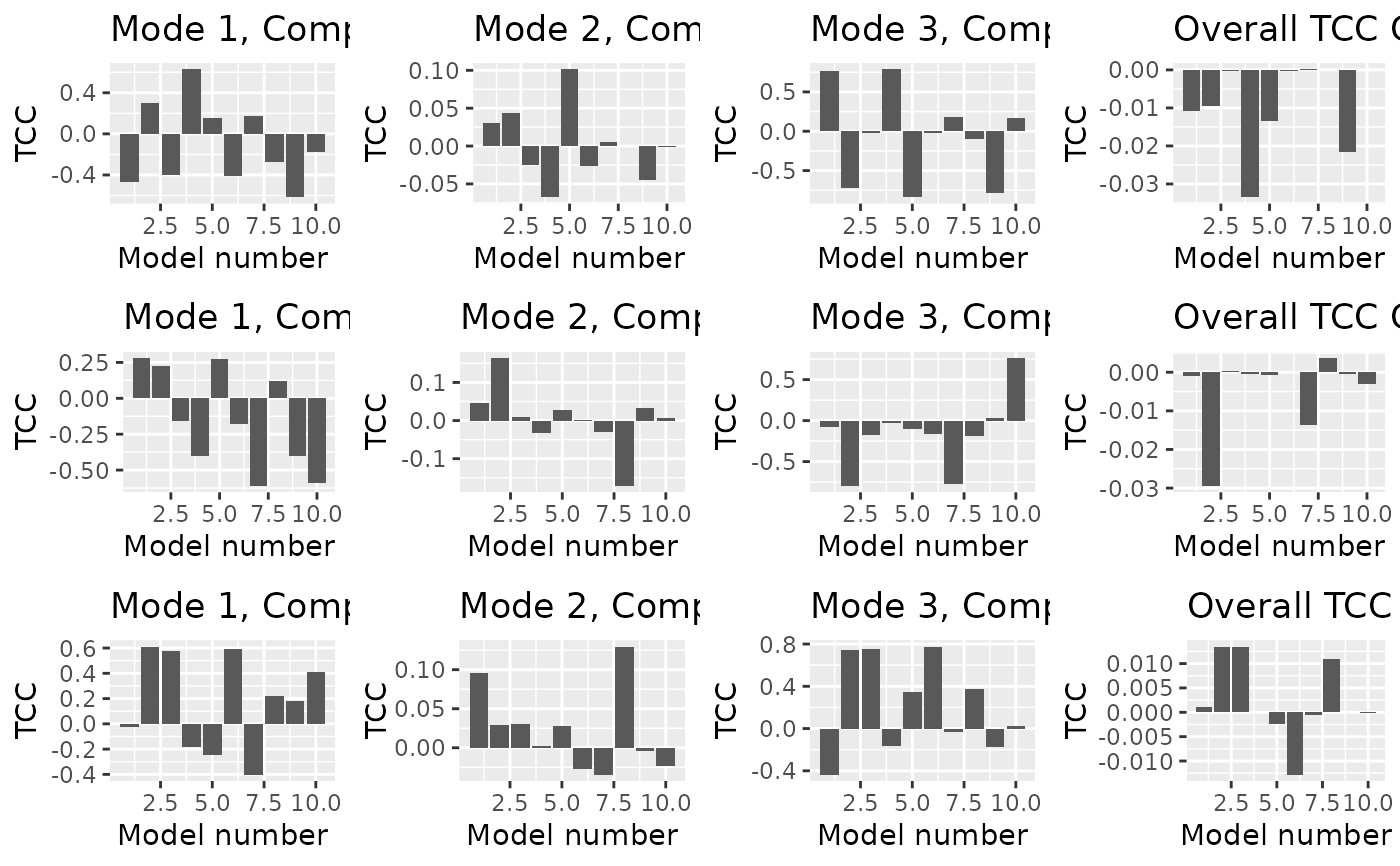 Mode 1, Comp
Mode 2, Com
Mode 3, Comp
Overall TCC C
TCC
0.4
0.0
-0.4
2.5 5.0 7.5 10.0
Model number
TCC
0.10
0.05
0.00
-0.05
2.5 5.0 7.5 10.0
Model number
TCC
0.5
0.0
-0.5
2.5 5.0 7.5 10.0
Model number
TCC
0.00
-0.01
-0.02
-0.03
2.5 5.0 7.5 10.0
Model number
Mode 1, Com
Mode 2, Comp
Mode 3, Comp
Overall TCC C
TCC
0.25
0.00
-0.25
-0.50
2.5 5.0 7.5 10.0
Model number
TCC
0.1
0.0
-0.1
2.5 5.0 7.5 10.0
Model number
TCC
0.5
0.0
-0.5
2.5 5.0 7.5 10.0
Model number
TCC
0.00
-0.01
-0.02
-0.03
2.5 5.0 7.5 10.0
Model number
Mode 1, Comp
Mode 2, Comp
Mode 3, Comp
Overall TCC
TCC
0.6
0.4
0.2
0.0
-0.2
-0.4
2.5 5.0 7.5 10.0
Model number
TCC
0.10
0.05
0.00
2.5 5.0 7.5 10.0
Model number
TCC
0.8
0.4
0.0
-0.4
2.5 5.0 7.5 10.0
Model number
TCC
0.010
0.005
0.000
-0.005
-0.010
2.5 5.0 7.5 10.0
Model number